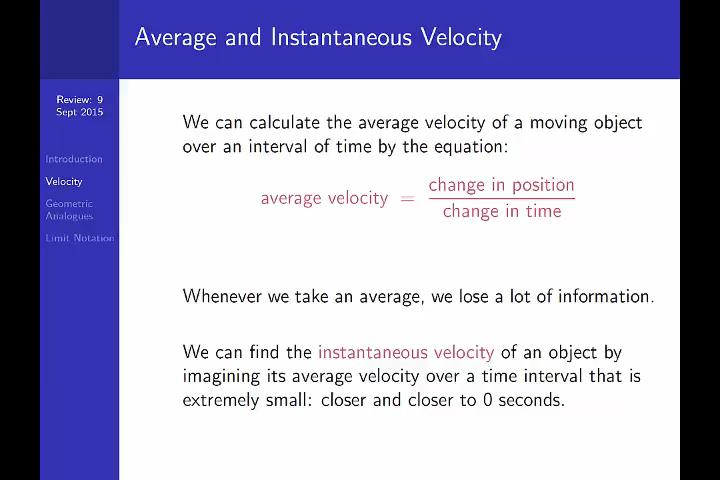 Average and Instantaneous Velocity
Review: 9
Sept 2015
Introduction
Velocity
Geometric
Analogues
Limit Notation
We can calculate the average velocity of a moving object
over an interval of time by the equation:
average velocity = change in position
change in time
Whenever we take an average, we lose a lot of information.
We can find the instantaneous velocity of an object by
imagining its average velocity over a time interval that is
extremely small: closer and closer to 0 seconds.